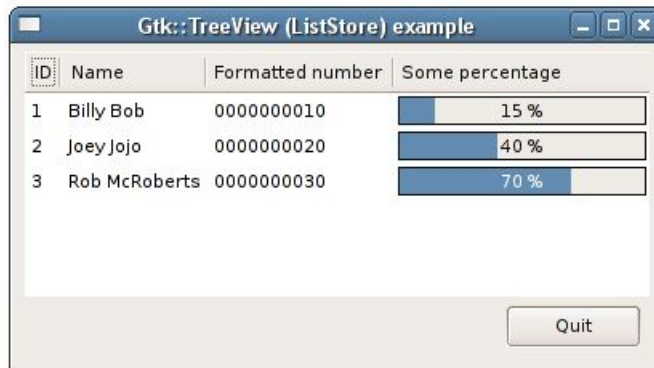 Gtk::TreeView (ListStore) example
ID Name Formatted number Some percentage
1 Billy Bob 0000000010 15 %
2 Joey Jojo 0000000020 40 %
3 Rob McRoberts 0000000030 70 %
Quit